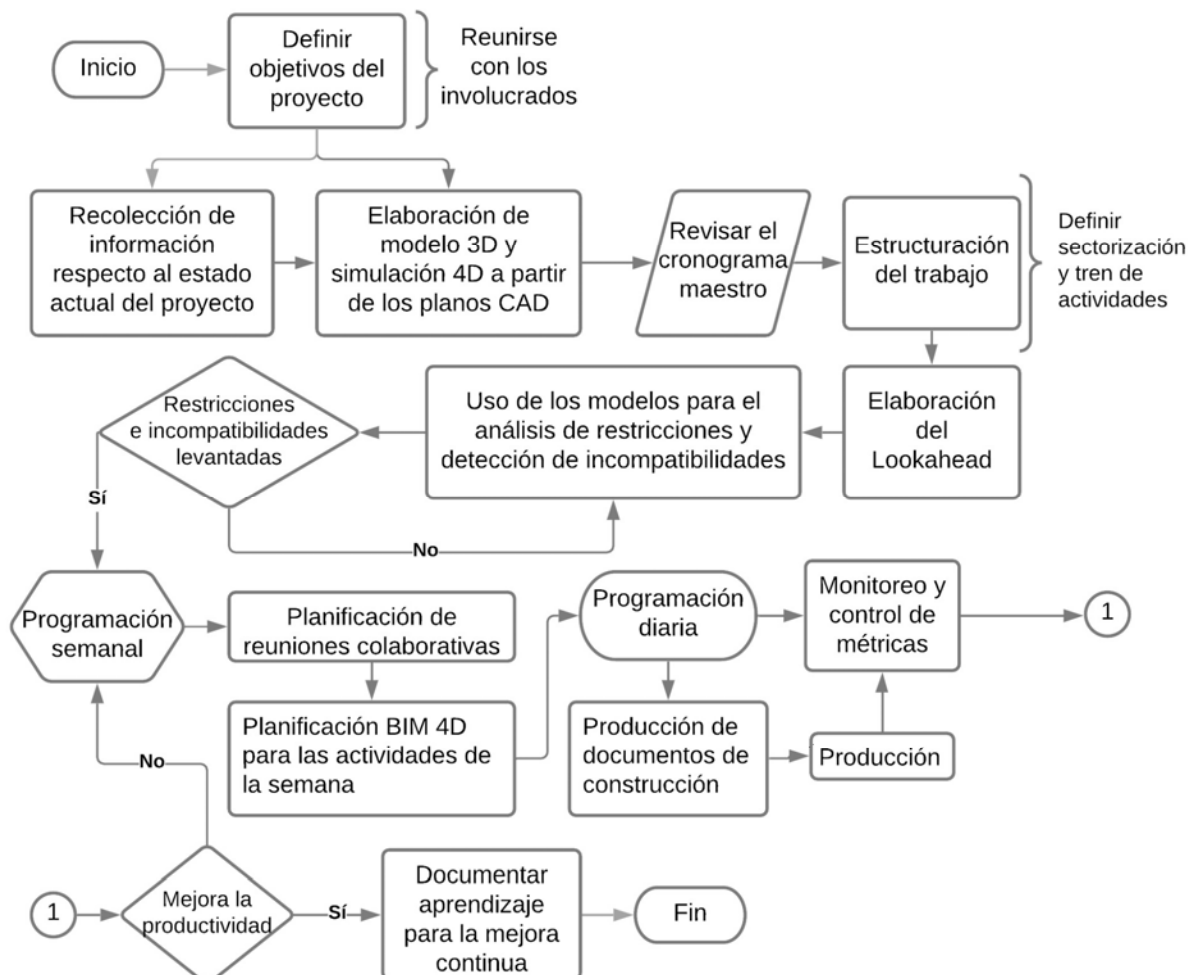 Inicio
Definir
objetivos del
proyecto
Reunirse
con los
involucrados
Recolección de
información
respecto al estado
actual del proyecto
Elaboración de
modelo 3D y
simulación 4D a partir
de los planos CAD
Revisar el
cronograma
maestro
Estructuración
del trabajo
Definir
sectorización
y tren de
actividades
Elaboración
del
Lookahead
Uso de los modelos para el
análisis de restricciones y
detección de incompatibilidades
Restricciones
e incompatibilidades
levantadas
Sí
No
Programación
semanal
Planificación de
reuniones colaborativas
Planificación BIM 4D
para las actividades de
la semana
Programación
diaria
Producción de
documentos de
construcción
Producción
Monitoreo y
control de
métricas
1
No
1
Mejora la
productividad
Sí
Documentar
aprendizaje
para la mejora
continua
Fin